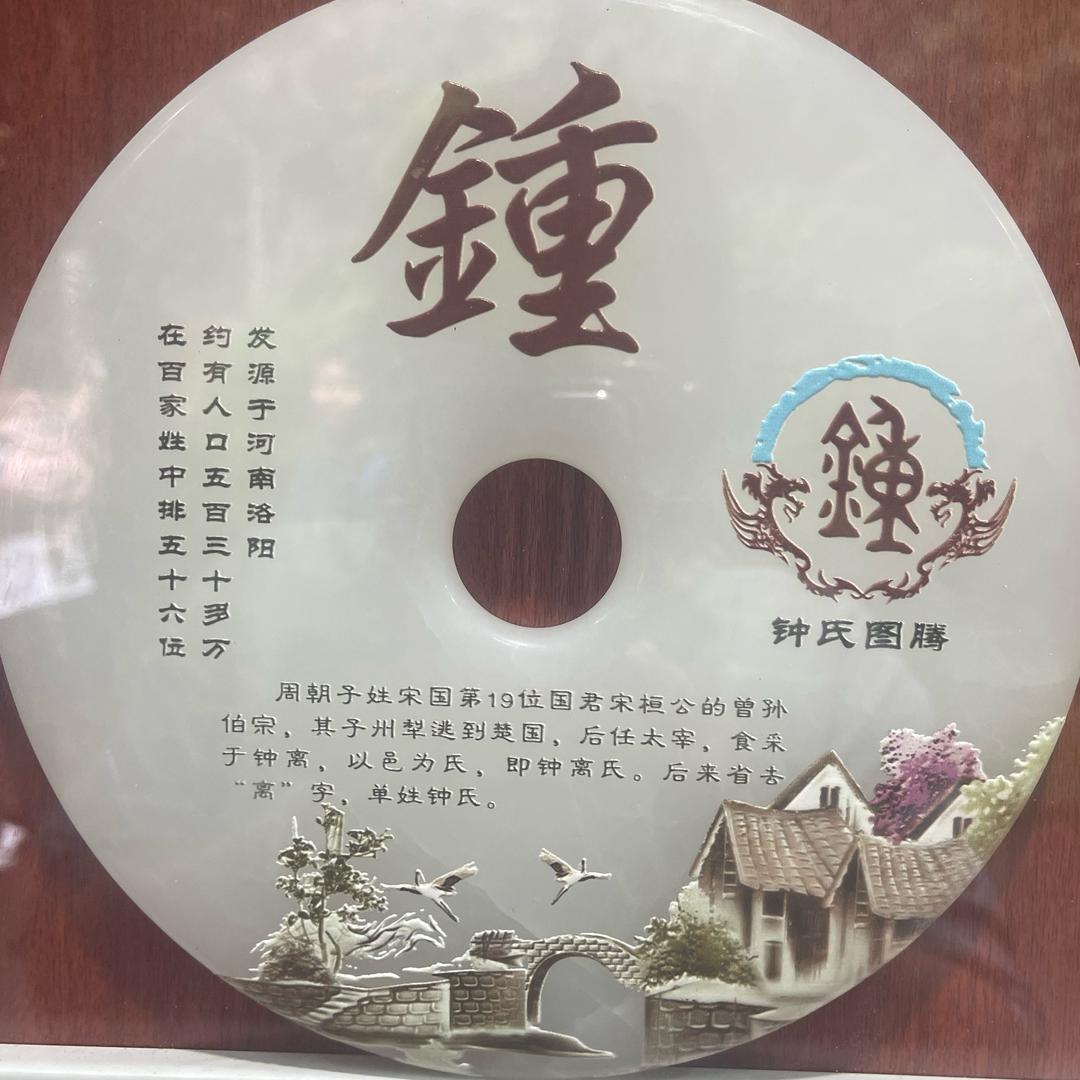 鍾
发源于河南洛阳
约有人口五百三十多万
在百家姓中排五十六位
鍾
钟氏图腾
周朝子姓宋国第19位国君宋桓公的曾孙
伯宗，其子州犁逃到楚国，后任太宰，食采
于钟离，以邑为氏，即钟离氏。后来省去
“离”字，单姓钟氏。